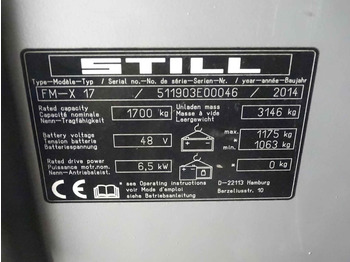 STILL
Type-Modèle-Typ / Serial no.-No. de série-Serien-Nr. / year-année-Baujahr
FM-X 17 / 511903E00046 / 2014
Rated capacity
Capacité nominale
Nenn-Tragfähigkeit
1700 kg
Unladen mass
Masse à vide
Leergewicht
3146 kg
Battery voltage
Tension batterie
Batteriespannung
48 V
max. 1175 kg
min. 1063 kg
Rated drive power
Puissance motr.nom.
Nenn-Antriebsleist.
6,5 kW
* 0 kg
CE
* see Operating instructions
voir Mode d'emploi
siehe Betriebsanleitung
D-22113 Hamburg
Berzeliusstr. 10